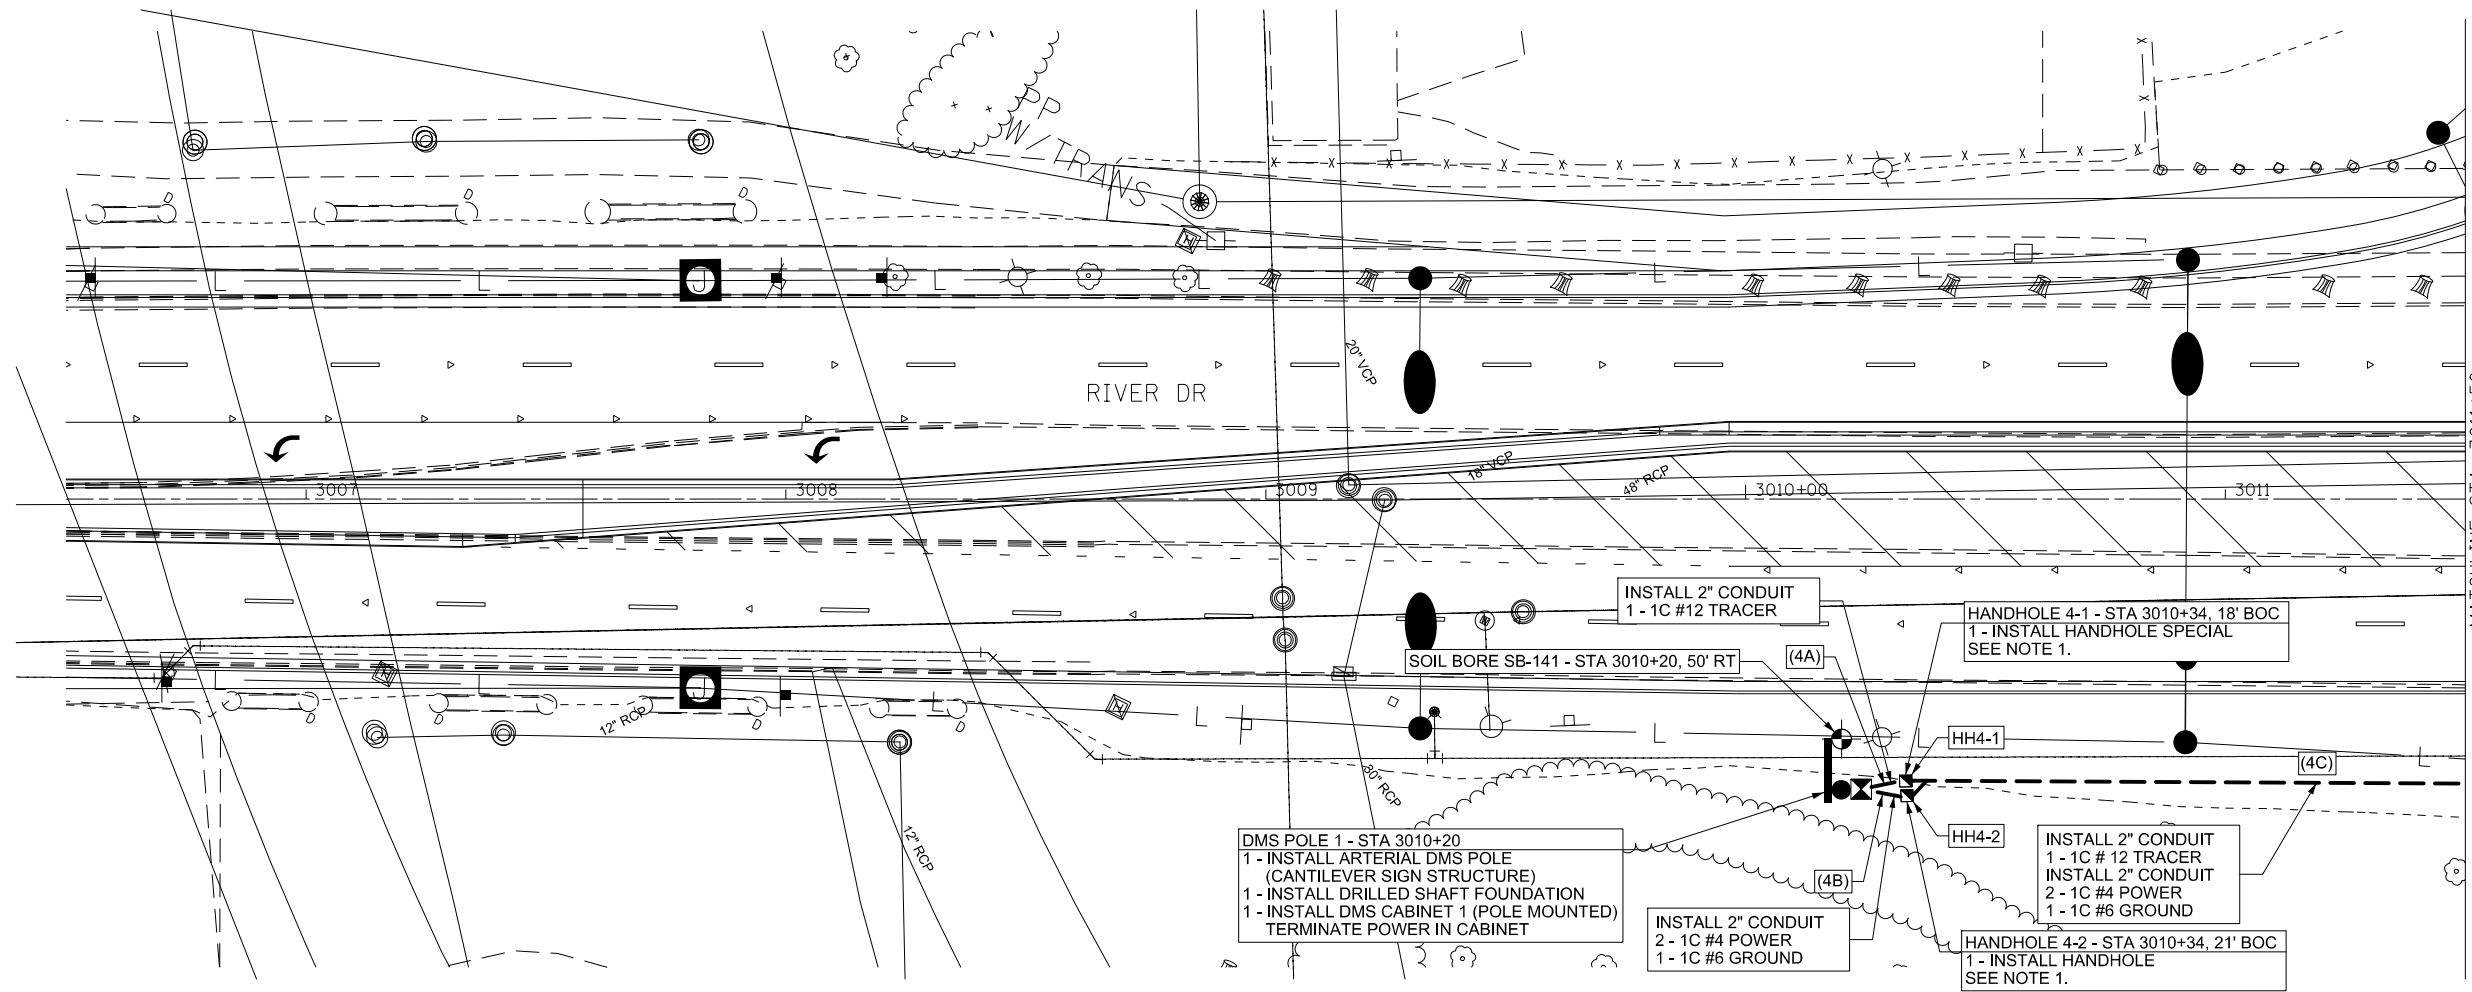 PP
W/TRANS
20" VCP
RIVER DR
3007
3008
3009
18" VCP
48" RCP
3010+00
3011
INSTALL 2" CONDUIT
1 - 1C #12 TRACER
HANDHOLE 4-1 - STA 3010+34, 18' BOC
1 - INSTALL HANDHOLE SPECIAL
SEE NOTE 1.
SOIL BORE SB-141 - STA 3010+20, 50' RT
(4A)
12" RCP
HH4-1
(4C)
30" RCP
12" RCP
DMS POLE 1 - STA 3010+20
1 - INSTALL ARTERIAL DMS POLE
(CANTILEVER SIGN STRUCTURE)
1 - INSTALL DRILLED SHAFT FOUNDATION
1 - INSTALL DMS CABINET 1 (POLE MOUNTED)
TERMINATE POWER IN CABINET
HH4-2
(4B)
INSTALL 2" CONDUIT
1 - 1C # 12 TRACER
INSTALL 2" CONDUIT
2 - 1C #4 POWER
1 - 1C #6 GROUND
INSTALL 2" CONDUIT
2 - 1C #4 POWER
1 - 1C #6 GROUND
HANDHOLE 4-2 - STA 3010+34, 21' BOC
1 - INSTALL HANDHOLE
SEE NOTE 1.